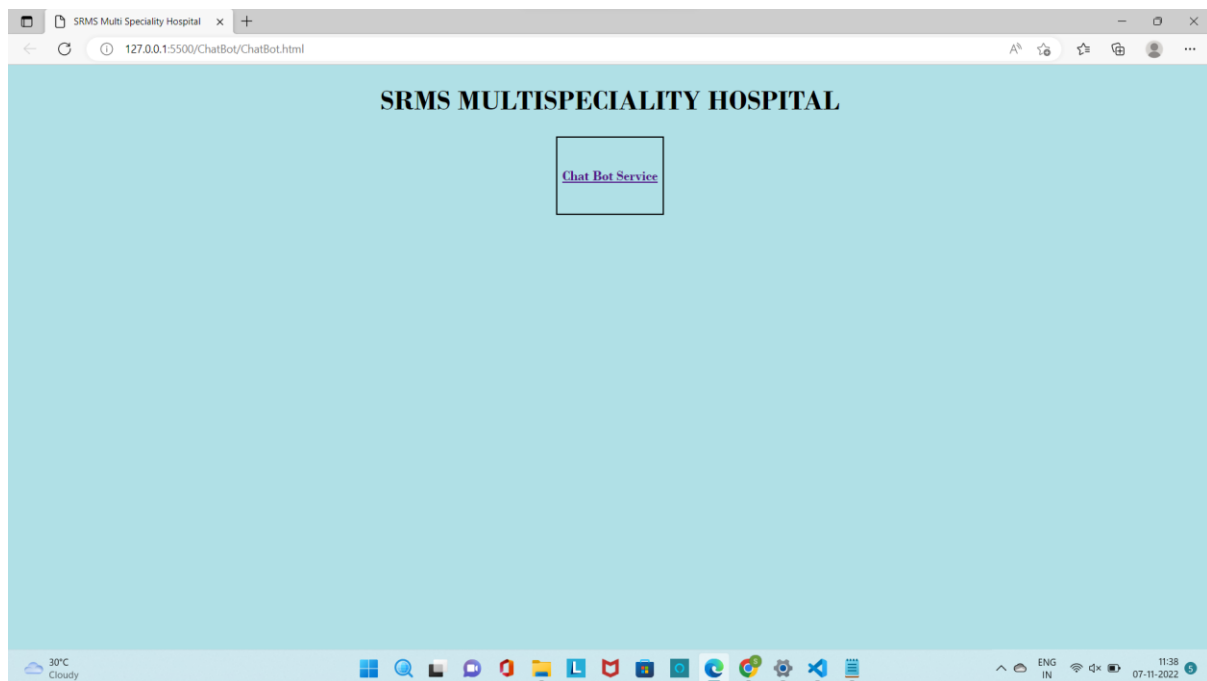 SRMS Multi Speciality Hospital
127.0.0.1:5500/ChatBot/ChatBot.html
SRMS MULTISPECIALITY HOSPITAL
Chat Bot Service
30°C
Cloudy
ENG
IN
11:38
07-11-2022
5